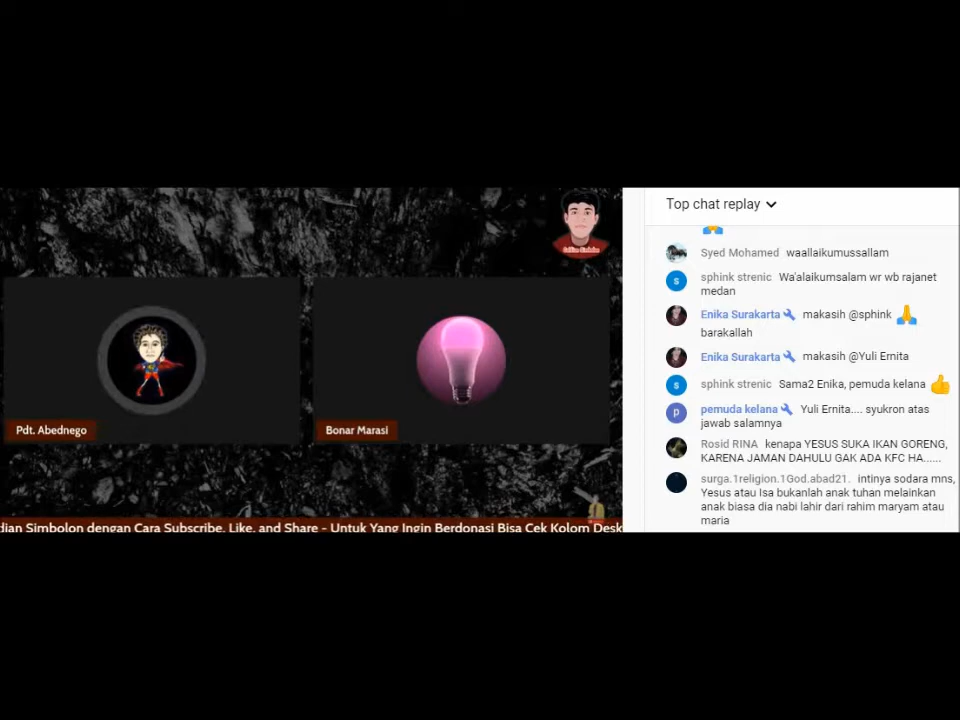 Top chat replay
Syed Mohamed waallaikumussallam
sphink strenic Wa'alaikumsalam wr wb rajanet
medan
Enika Surakarta makasih @sphink
barakallah
Enika Surakarta makasih @Yuli Ernita
sphink strenic Sama2 Enika, pemuda kelana
pemuda kelana Yuli Ernita.... syukron atas
jawab salamnya
Rosid RINA kenapa YESUS SUKA IKAN GORENG,
KARENA JAMAN DAHULU GAK ADA KFC HA......
surga.1religion.1God.abad21. intinya sodara mns,
Yesus atau Isa bukanlah anak tuhan melainkan
anak biasa dia nabi lahir dari rahim maryam atau
maria
s
s
p
Pdt. Abednego
Bonar Marasi
dian Simbolon dengan Cara Subscribe, Like, and Share - Untuk Yang Ingin Berdonasi Bisa Cek Kolom Desk